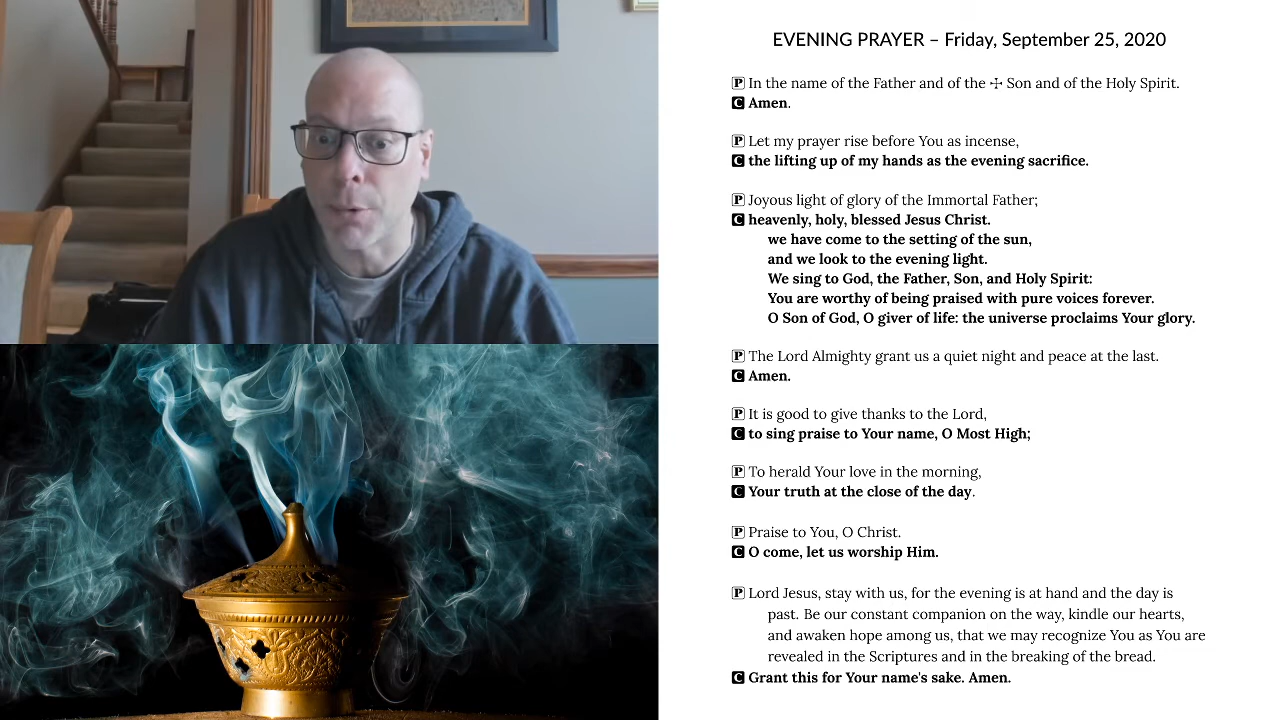 EVENING PRAYER – Friday, September 25, 2020
P In the name of the Father and of the ☩ Son and of the Holy Spirit.
C Amen.
P Let my prayer rise before You as incense,
C the lifting up of my hands as the evening sacrifice.
P Joyous light of glory of the Immortal Father;
C heavenly, holy, blessed Jesus Christ.
we have come to the setting of the sun,
and we look to the evening light.
We sing to God, the Father, Son, and Holy Spirit:
You are worthy of being praised with pure voices forever.
O Son of God, O giver of life: the universe proclaims Your glory.
P The Lord Almighty grant us a quiet night and peace at the last.
C Amen.
P It is good to give thanks to the Lord,
C to sing praise to Your name, O Most High;
P To herald Your love in the morning,
C Your truth at the close of the day.
P Praise to You, O Christ.
C O come, let us worship Him.
P Lord Jesus, stay with us, for the evening is at hand and the day is
past. Be our constant companion on the way, kindle our hearts,
and awaken hope among us, that we may recognize You as You are
revealed in the Scriptures and in the breaking of the bread.
C Grant this for Your name's sake. Amen.